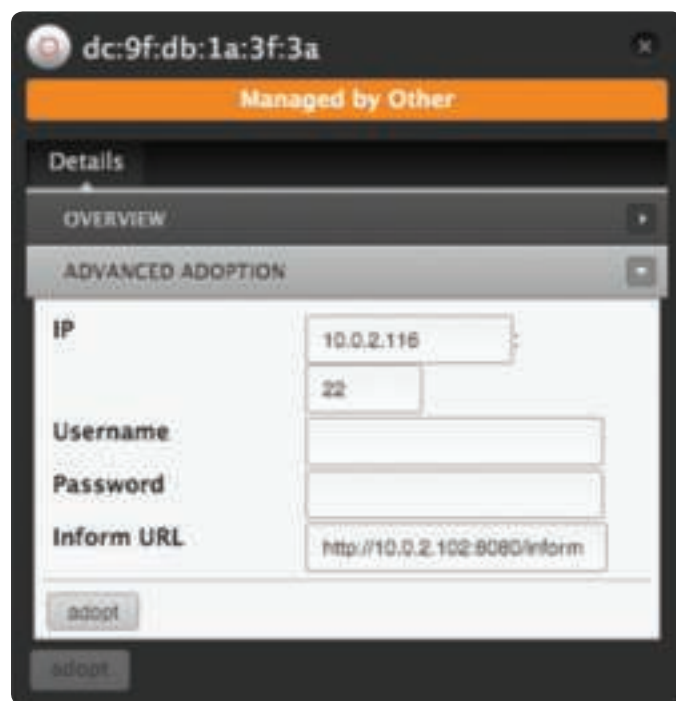 dc:9f:db:1a:3f:3a
Managed by Other
Details
OVERVIEW
ADVANCED ADOPTION
IP
10.0.2.116 :
22
Username
Password
Inform URL
http://10.0.2.102:8080/inform
adopt
adopt